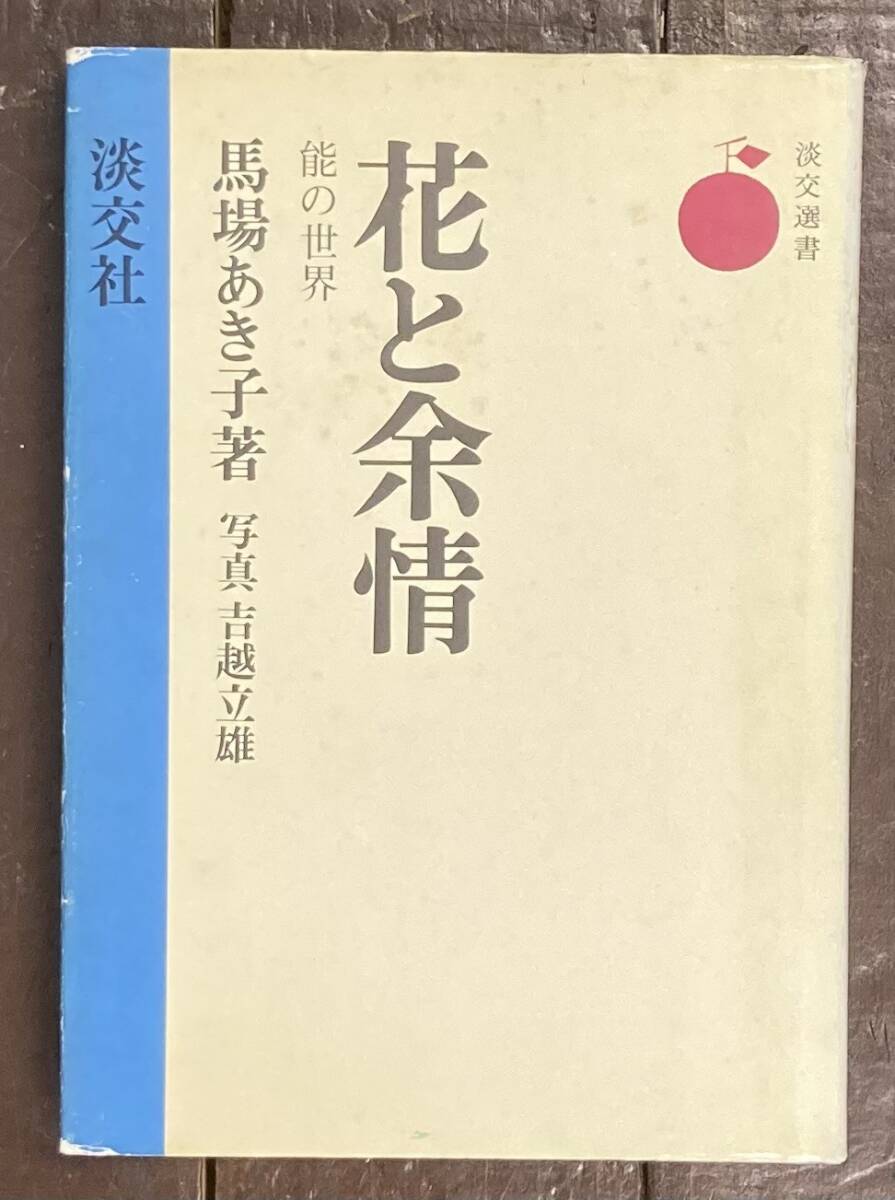 淡交選書
花と余情
能の世界
馬場あき子著 写真 吉越立雄
淡交社